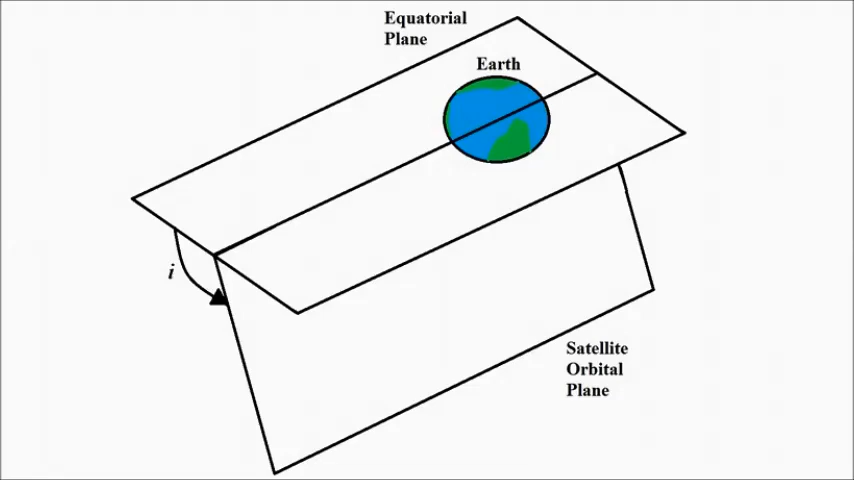 Equatorial
Plane
Earth
i
Satellite
Orbital
Plane